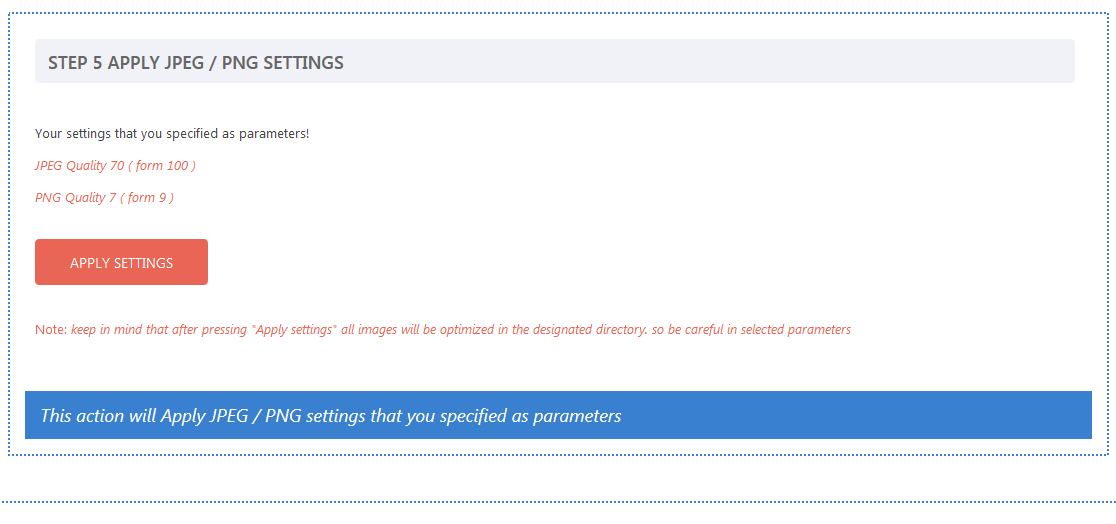 STEP 5 APPLY JPEG / PNG SETTINGS
Your settings that you specified as parameters!
JPEG Quality 70 ( form 100 )
PNG Quality 7 ( form 9 )
APPLY SETTINGS
Note: keep in mind that after pressing "Apply settings" all images will be optimized in the designated directory. so be careful in selected parameters
This action will Apply JPEG / PNG settings that you specified as parameters